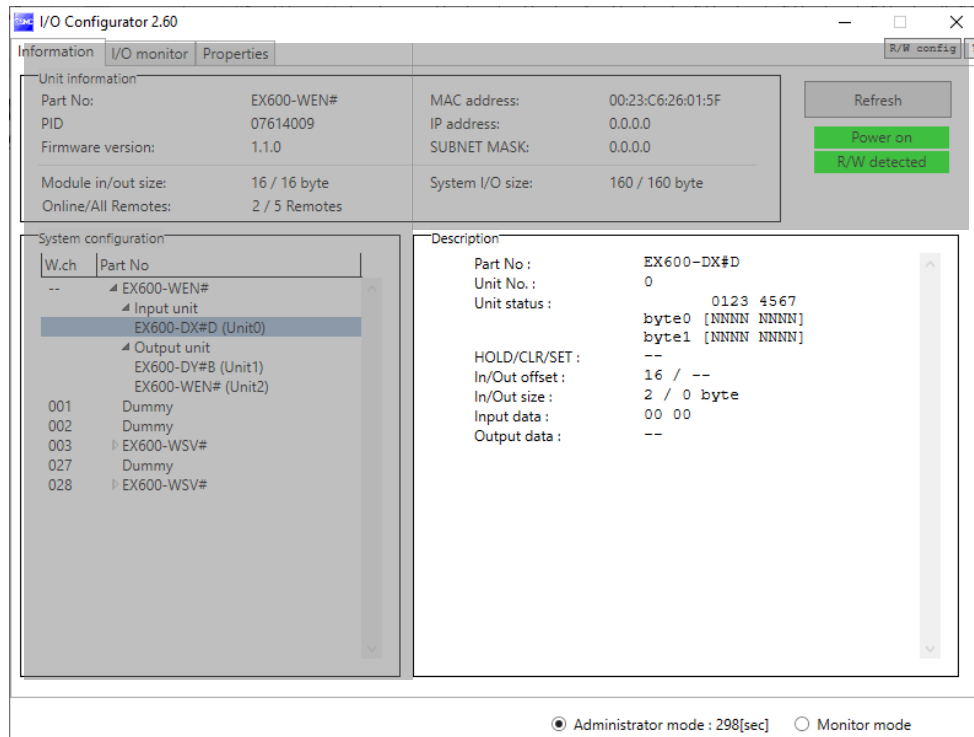 SMC I/O Configurator 2.60
Information I/O monitor Properties R/W config
Unit information
Part No: EX600-WEN# MAC address: 00:23:C6:26:01:5F Refresh
PID 07614009 IP address: 0.0.0.0 Power on
Firmware version: 1.1.0 SUBNET MASK: 0.0.0.0 R/W detected
Module in/out size: 16 / 16 byte System I/O size: 160 / 160 byte
Online/All Remotes: 2 / 5 Remotes
System configuration
W.ch Part No
-- EX600-WEN#
Input unit
EX600-DX#D (Unit0)
Output unit
EX600-DY#B (Unit1)
EX600-WEN# (Unit2)
001 Dummy
002 Dummy
003 EX600-WSV#
027 Dummy
028 EX600-WSV#
Description
Part No : EX600-DX#D
Unit No. : 0
Unit status : 0123 4567
byte0 [NNNN NNNN]
byte1 [NNNN NNNN]
HOLD/CLR/SET : --
In/Out offset : 16 / --
In/Out size : 2 / 0 byte
Input data : 00 00
Output data : --
Administrator mode : 298[sec] Monitor mode